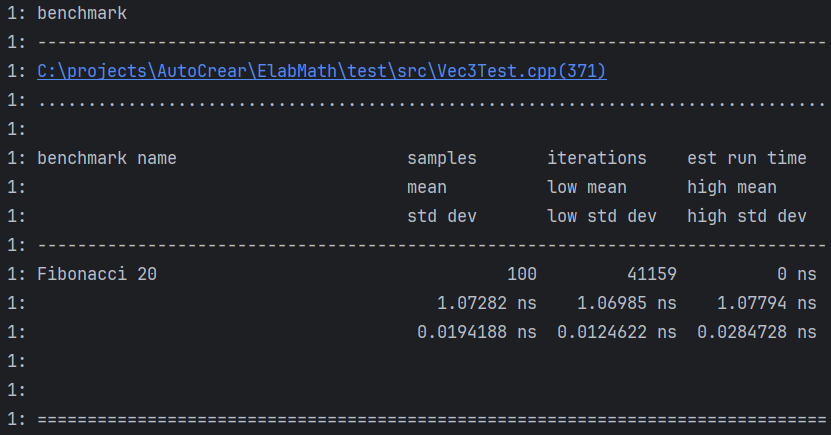 1: benchmark
1: -------------------------------------------------------------------------------
1: C:\projects\AutoCrear\ElabMath\test\src\Vec3Test.cpp(371)
1: ...............................................................................
1:
1: benchmark name                       samples       iterations    est run time
1:                                      mean          low mean      high mean
1:                                      std dev       low std dev   high std dev
1: -------------------------------------------------------------------------------
1: Fibonacci 20                                   100         41159          0 ns
1:                                         1.07282 ns    1.06985 ns    1.07794 ns
1:                                       0.0194188 ns  0.0124622 ns  0.0284728 ns
1:
1:
1: ===============================================================================